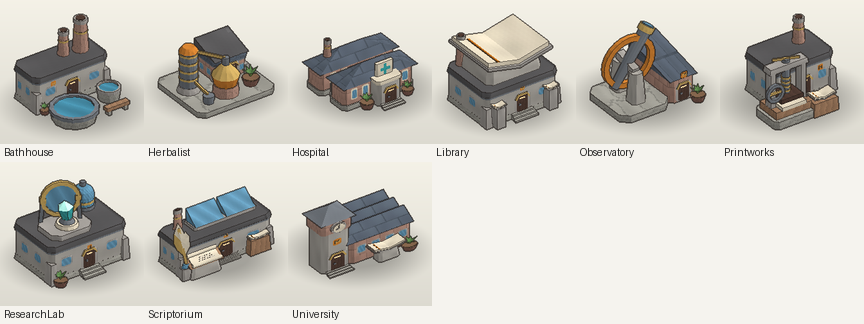 Bathhouse
Herbalist
Hospital
Library
Observatory
Printworks
ResearchLab
Scriptorium
University